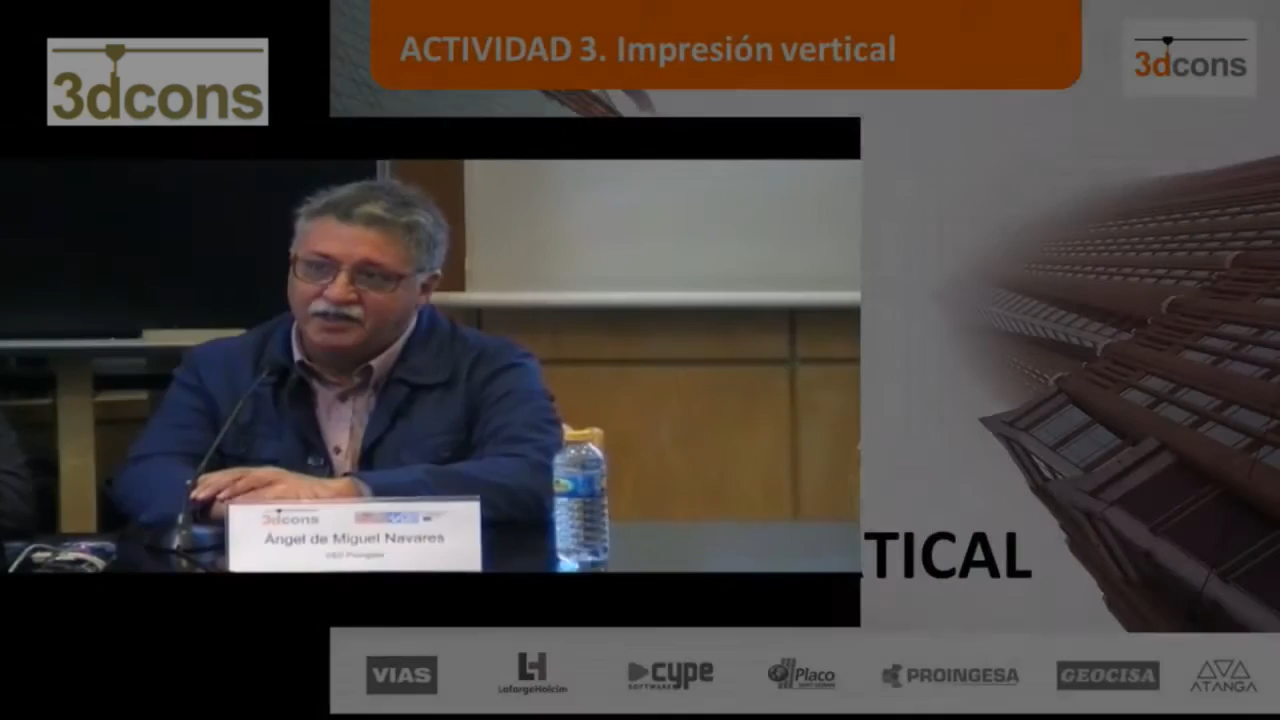 ACTIVIDAD 3. Impresión vertical
3dcons
3dcons
3dcons
Ángel de Miguel Navares
TICAL
VIAS
LafargeHolcim
cype
SOFTWARE
Placo
PROINGESA
GEOCISA
ATANGA